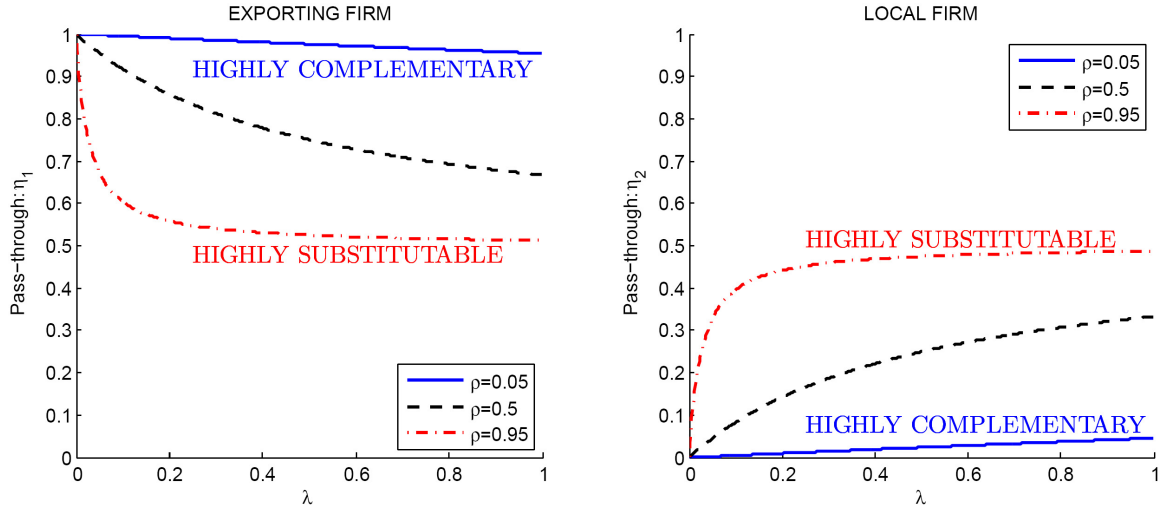 EXPORTING FIRM
1
0.9
0.8
0.7
0.6
0.5
0.4
0.3
0.2
0.1
0
Pass−through:η1
HIGHLY COMPLEMENTARY
HIGHLY SUBSTITUTABLE
ρ=0.05
ρ=0.5
ρ=0.95
0 0.2 0.4 0.6 0.8 1
λ
LOCAL FIRM
1
0.9
0.8
0.7
0.6
0.5
0.4
0.3
0.2
0.1
0
Pass−through:η2
ρ=0.05
ρ=0.5
ρ=0.95
HIGHLY SUBSTITUTABLE
HIGHLY COMPLEMENTARY
0 0.2 0.4 0.6 0.8 1
λ